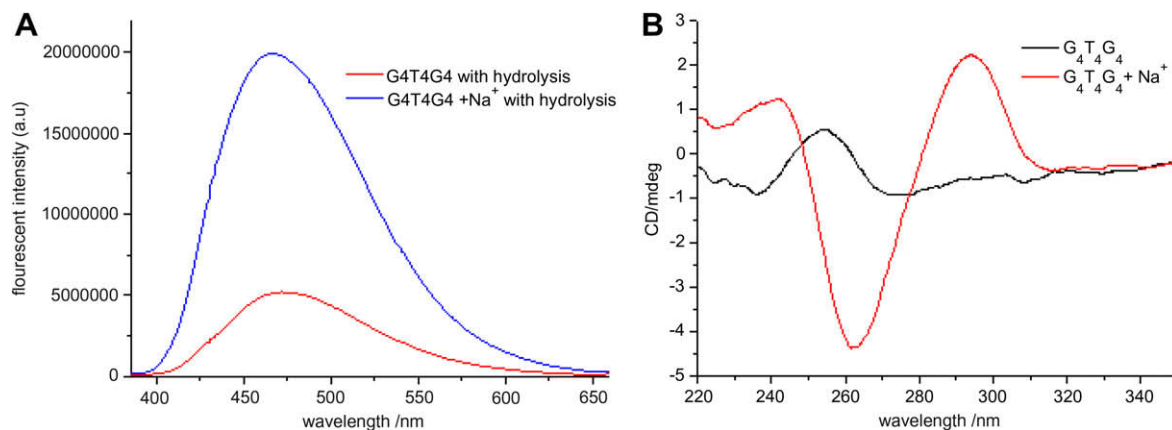 A
flourescent intensity (a.u)
20000000
15000000
10000000
5000000
0
400
450
500
550
600
650
wavelength /nm
G4T4G4 with hydrolysis
G4T4G4 +Na⁺ with hydrolysis
B
CD/mdeg
3
2
1
0
-1
-2
-3
-4
-5
220
240
260
280
300
320
340
wavelength/nm
G₄T₄G₄
G₄T₄G₄+ Na⁺